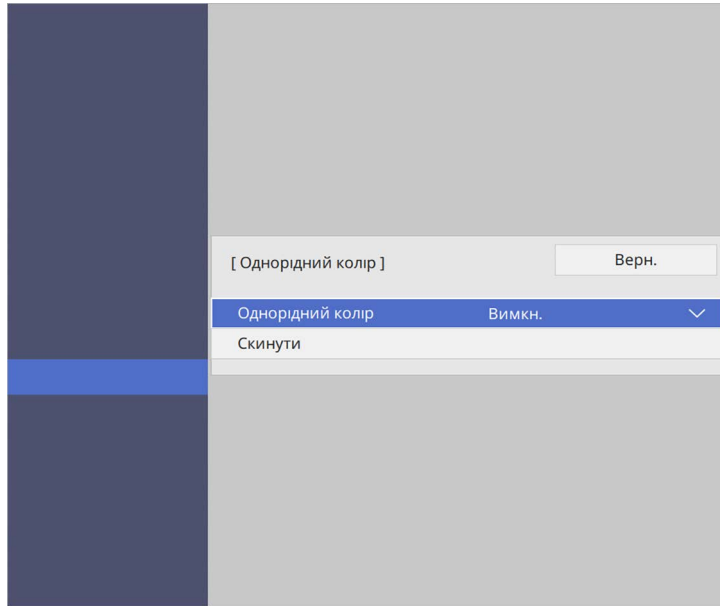 [ Однорідний колір ]
Верн.
Однорідний колір Вимкн.
Скинути